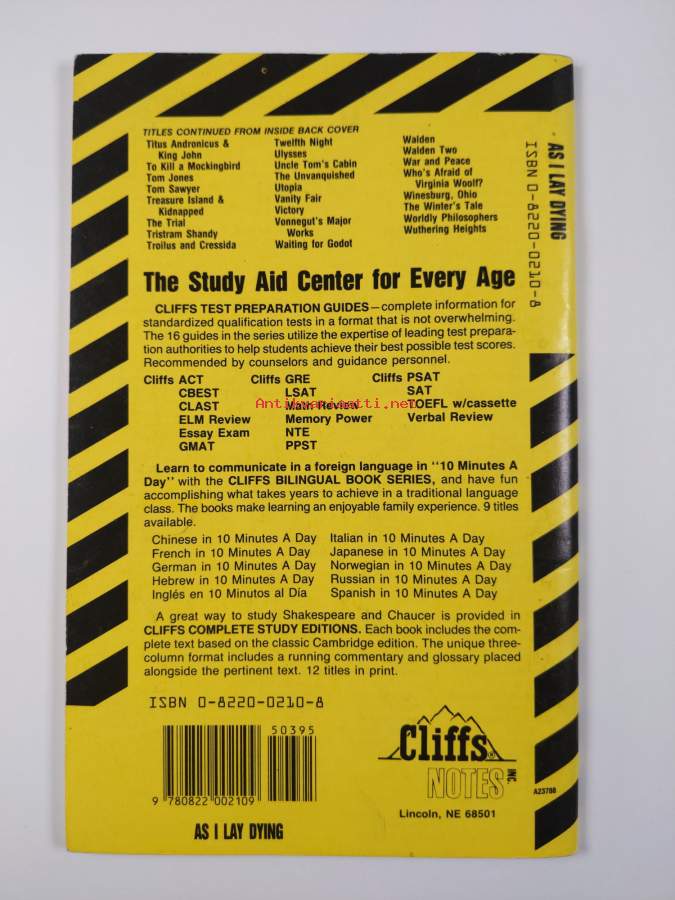 TITLES CONTINUED FROM INSIDE BACK COVER
Titus Andronicus &
King John
To Kill a Mockingbird
Tom Jones
Tom Sawyer
Treasure Island &
Kidnapped
The Trial
Tristram Shandy
Troilus and Cressida
Twelfth Night
Ulysses
Uncle Tom's Cabin
The Unvanquished
Utopia
Vanity Fair
Victory
Vonnegut's Major
Works
Waiting for Godot
Walden
Walden Two
War and Peace
Who's Afraid of
Virginia Woolf?
Winesburg, Ohio
The Winter's Tale
Worldly Philosophers
Wuthering Heights
The Study Aid Center for Every Age
CLIFFS TEST PREPARATION GUIDES—complete information for
standardized qualification tests in a format that is not overwhelming.
The 16 guides in the series utilize the expertise of leading test prepara-
tion authorities to help students achieve their best possible test scores.
Recommended by counselors and guidance personnel.
Cliffs ACT
CBEST
CLAST
ELM Review
Essay Exam
GMAT
Cliffs GRE
LSAT
Math Review
Memory Power
NTE
PPST
Cliffs PSAT
SAT
TOEFL w/cassette
Verbal Review
Antikvariaatti.net
Learn to communicate in a foreign language in "10 Minutes A
Day" with the CLIFFS BILINGUAL BOOK SERIES, and have fun
accomplishing what takes years to achieve in a traditional language
class. The books make learning an enjoyable family experience. 9 titles
available.
Chinese in 10 Minutes A Day
French in 10 Minutes A Day
German in 10 Minutes A Day
Hebrew in 10 Minutes A Day
Inglés en 10 Minutos al Día
Italian in 10 Minutes A Day
Japanese in 10 Minutes A Day
Norwegian in 10 Minutes A Day
Russian in 10 Minutes A Day
Spanish in 10 Minutes A Day
A great way to study Shakespeare and Chaucer is provided in
CLIFFS COMPLETE STUDY EDITIONS. Each book includes the com-
plete text based on the classic Cambridge edition. The unique three-
column format includes a running commentary and glossary placed
alongside the pertinent text. 12 titles in print.
ISBN 0-8220-0210-8
50395
9 780822 002109
AS I LAY DYING
Cliffs®
NOTES INC.
Lincoln, NE 68501
AS I LAY DYING
ISBN 0-8220-0210-8
A23788